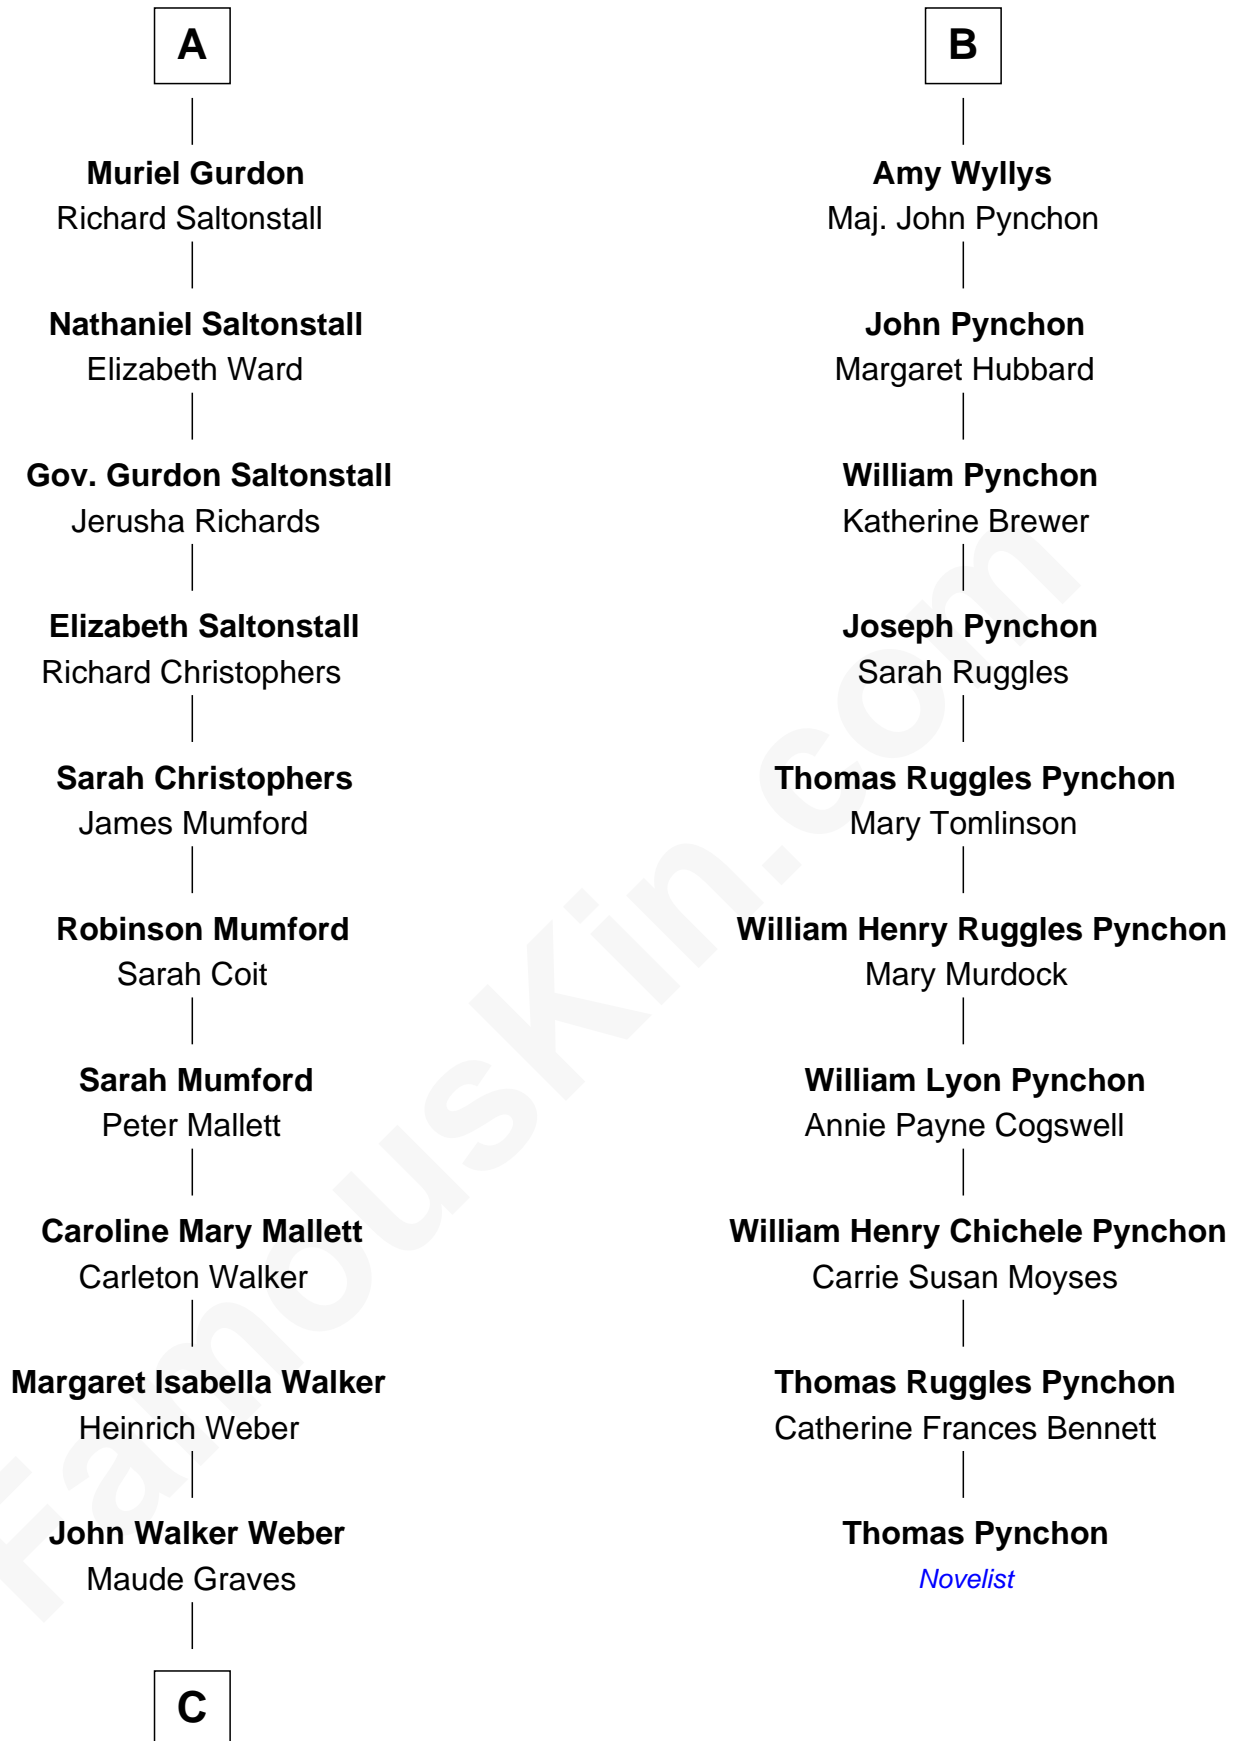 A
Muriel Gurdon
Richard Saltonstall
Nathaniel Saltonstall
Elizabeth Ward
Gov. Gurdon Saltonstall
Jerusha Richards
Elizabeth Saltonstall
Richard Christophers
Sarah Christophers
James Mumford
Robinson Mumford
Sarah Coit
Sarah Mumford
Peter Mallett
Caroline Mary Mallett
Carleton Walker
Margaret Isabella Walker
Heinrich Weber
John Walker Weber
Maude Graves
C
B
Amy Wyllys
Maj. John Pynchon
John Pynchon
Margaret Hubbard
William Pynchon
Katherine Brewer
Joseph Pynchon
Sarah Ruggles
Thomas Ruggles Pynchon
Mary Tomlinson
William Henry Ruggles Pynchon
Mary Murdock
William Lyon Pynchon
Annie Payne Cogswell
William Henry Chichele Pynchon
Carrie Susan Moyses
Thomas Ruggles Pynchon
Catherine Frances Bennett
Thomas Pynchon
Novelist
FamousKin.com